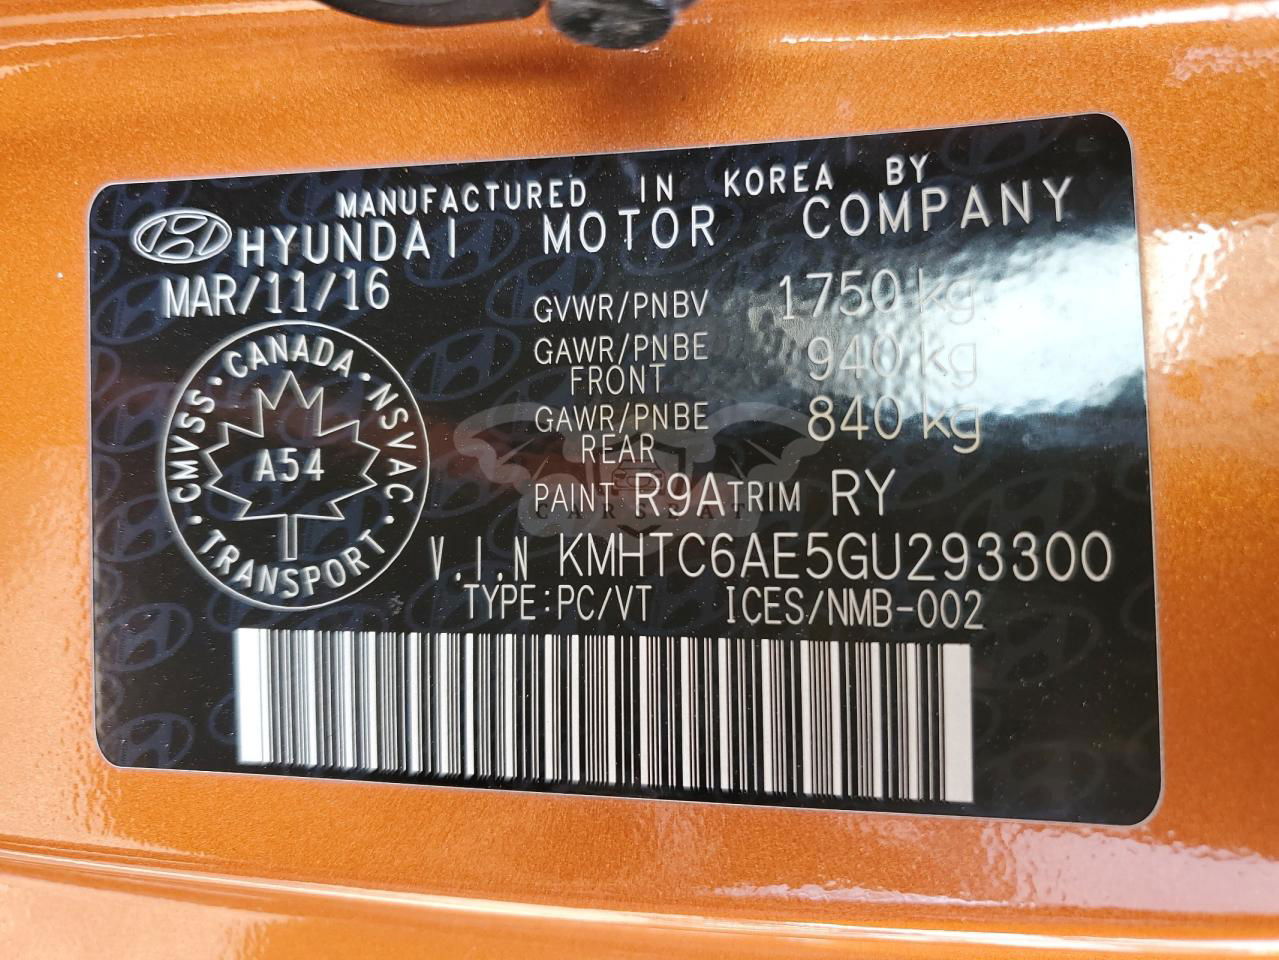 MANUFACTURED IN KOREA BY
HYUNDAI MOTOR COMPANY
MAR/11/16
GVWR/PNBV 1750 kg
GAWR/PNBE FRONT 940 kg
GAWR/PNBE REAR 840 kg
PAINT R9A TRIM RY
V.I.N KMHTC6AE5GU293300
TYPE:PC/VT ICES/NMB-002
CANADA · NSVAC · TRANSPORT · CMVSS ·
A54